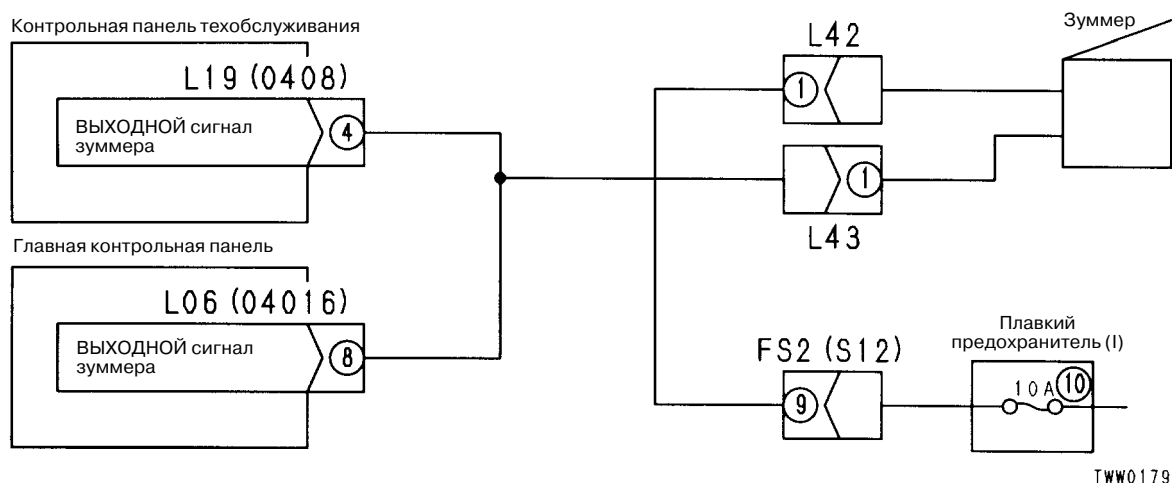 Контрольная панель техобслуживания
L19 (0408)
ВЫХОДНОЙ сигнал
зуммера
4
Главная контрольная панель
L06 (04016)
ВЫХОДНОЙ сигнал
зуммера
8
L42
1
Зуммер
1
L43
FS2 (S12)
9
Плавкий
предохранитель (I)
10A 10
TWW0179